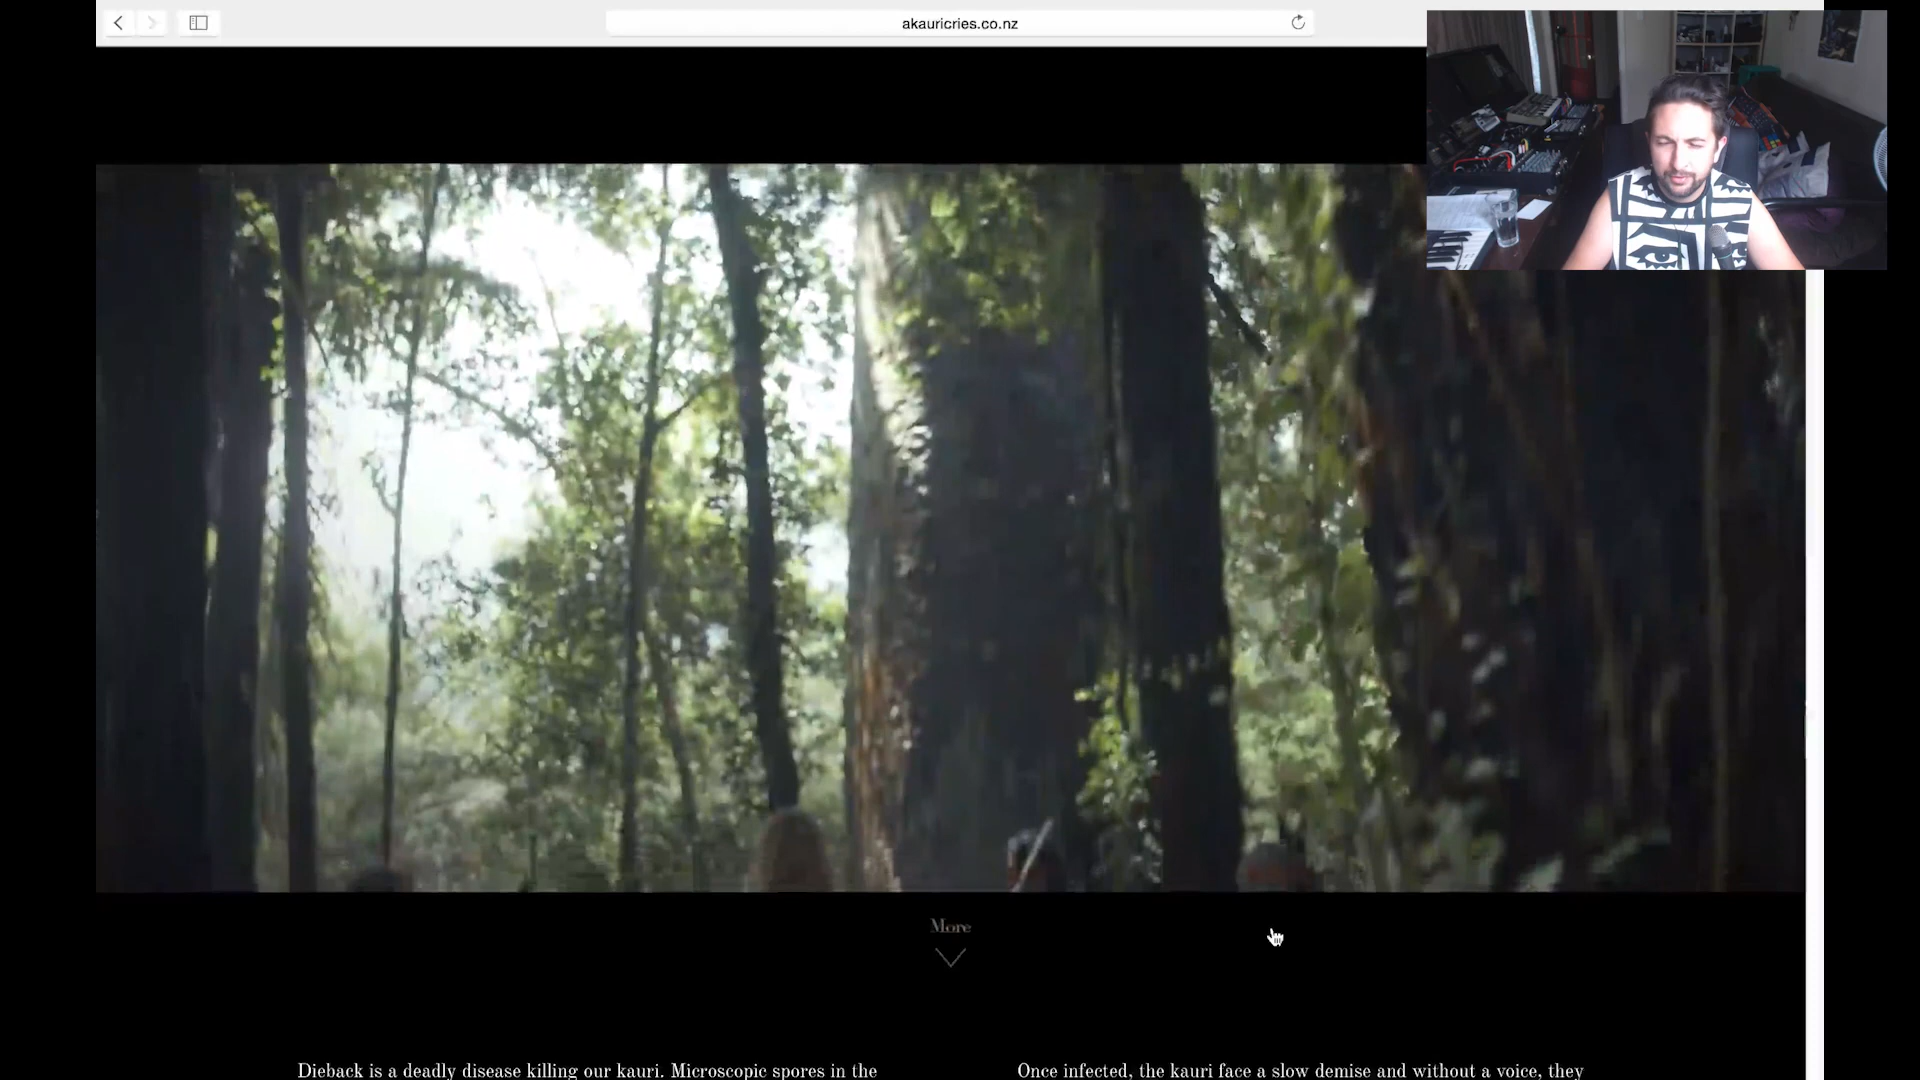 akauricries.co.nz
More
Dieback is a deadly disease killing our kauri. Microscopic spores in the
Once infected, the kauri face a slow demise and without a voice, they